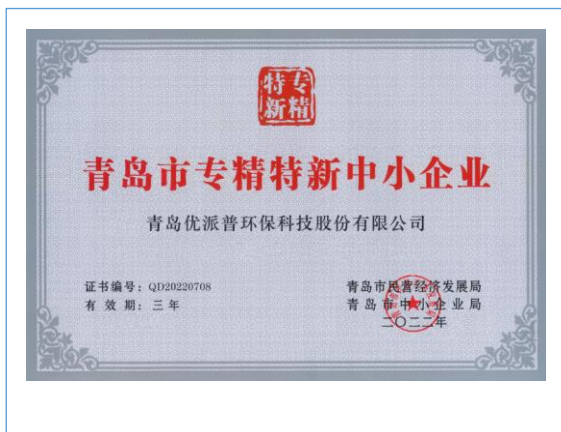 专精
特新
青岛市专精特新中小企业
青岛优派普环保科技股份有限公司
证书编号：QD20220708
有 效 期：三年
青岛市民营经济发展局
青岛市中小企业局
二〇二二年